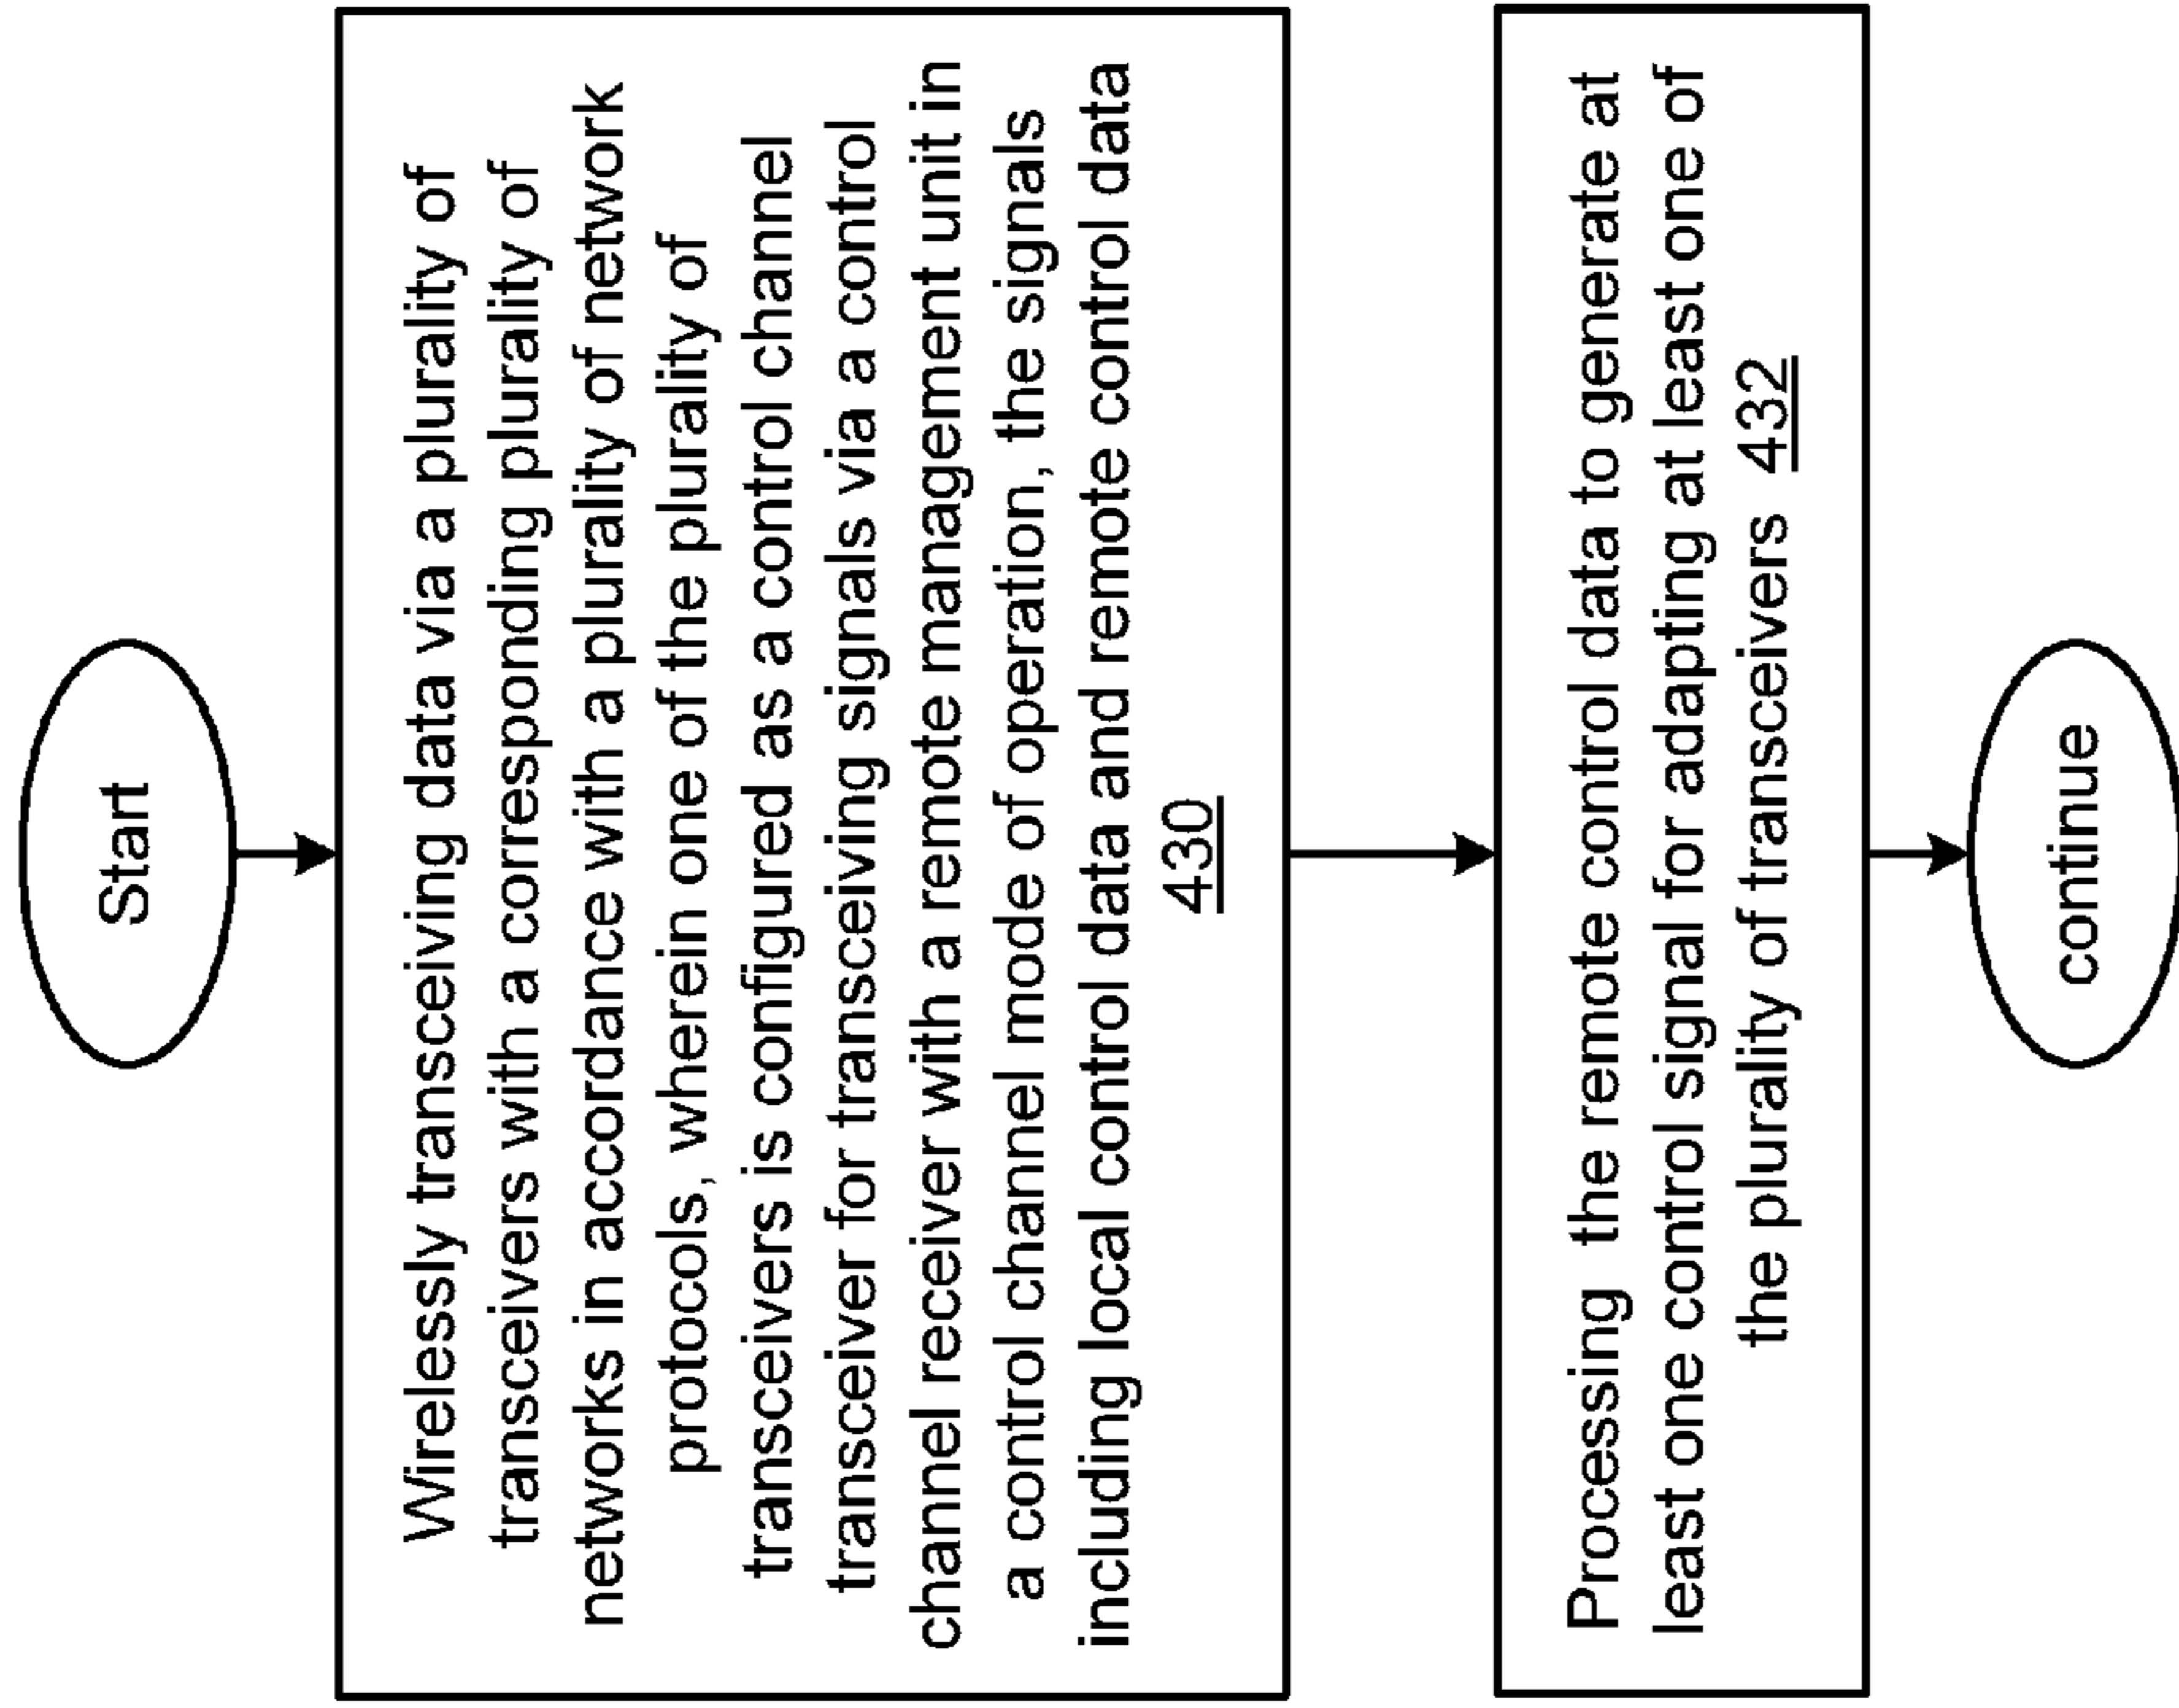 Start
Wirelessly transceiving data via a plurality of
transceivers with a corresponding plurality of
networks in accordance with a plurality of network
protocols, wherein one of the plurality of
transceivers is configured as a control channel
transceiver for transceiving signals via a control
channel receiver with a remote management unit in
a control channel mode of operation, the signals
including local control data and remote control data
430
Processing the remote control data to generate at
least one control signal for adapting at least one of
the plurality of transceivers 432
continue